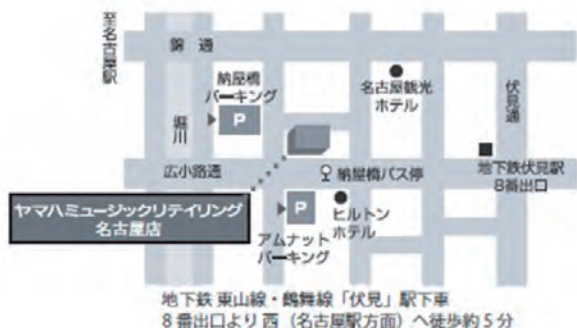 至名古屋駅
錦通
納屋橋
パーキング
P
名古屋観光
ホテル
伏見通
堀川
広小路通
納屋橋バス停
地下鉄伏見駅
8番出口
ヤマハミュージックリテイリング
名古屋店
P
ヒルトン
ホテル
アムナット
パーキング
地下鉄 東山線・鶴舞線「伏見」駅下車
8番出口より西（名古屋駅方面）へ徒歩約5分